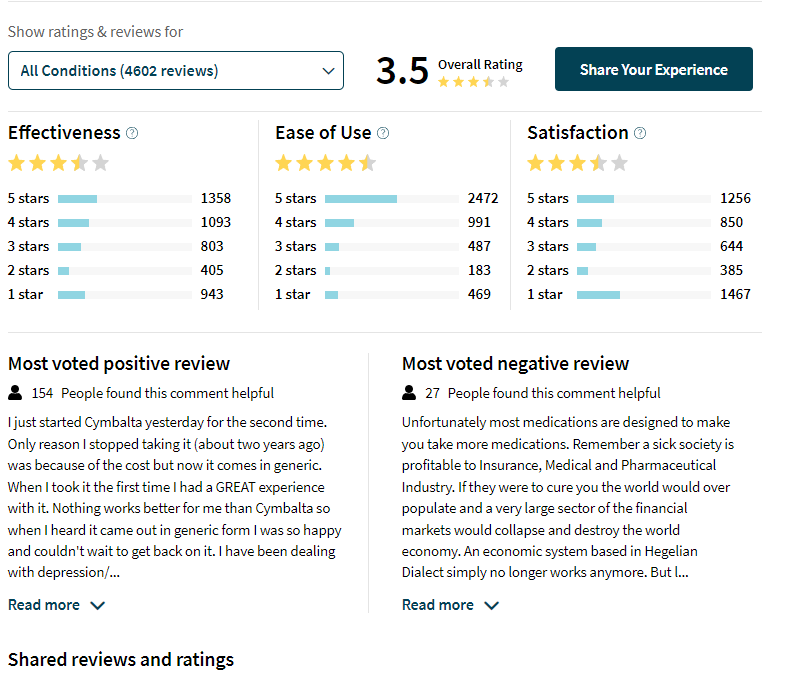 Show ratings & reviews for
All Conditions (4602 reviews)
3.5
Overall Rating
Share Your Experience
Effectiveness ?
5 stars 1358
4 stars 1093
3 stars 803
2 stars 405
1 star 943
Ease of Use ?
5 stars 2472
4 stars 991
3 stars 487
2 stars 183
1 star 469
Satisfaction ?
5 stars 1256
4 stars 850
3 stars 644
2 stars 385
1 star 1467
Most voted positive review
154 People found this comment helpful
I just started Cymbalta yesterday for the second time.
Only reason I stopped taking it (about two years ago)
was because of the cost but now it comes in generic.
When I took it the first time I had a GREAT experience
with it. Nothing works better for me than Cymbalta so
when I heard it came out in generic form I was so happy
and couldn't wait to get back on it. I have been dealing
with depression/...
Read more
Most voted negative review
27 People found this comment helpful
Unfortunately most medications are designed to make
you take more medications. Remember a sick society is
profitable to Insurance, Medical and Pharmaceutical
Industry. If they were to cure you the world would over
populate and a very large sector of the financial
markets would collapse and destroy the world
economy. An economic system based in Hegelian
Dialect simply no longer works anymore. But l...
Read more
Shared reviews and ratings